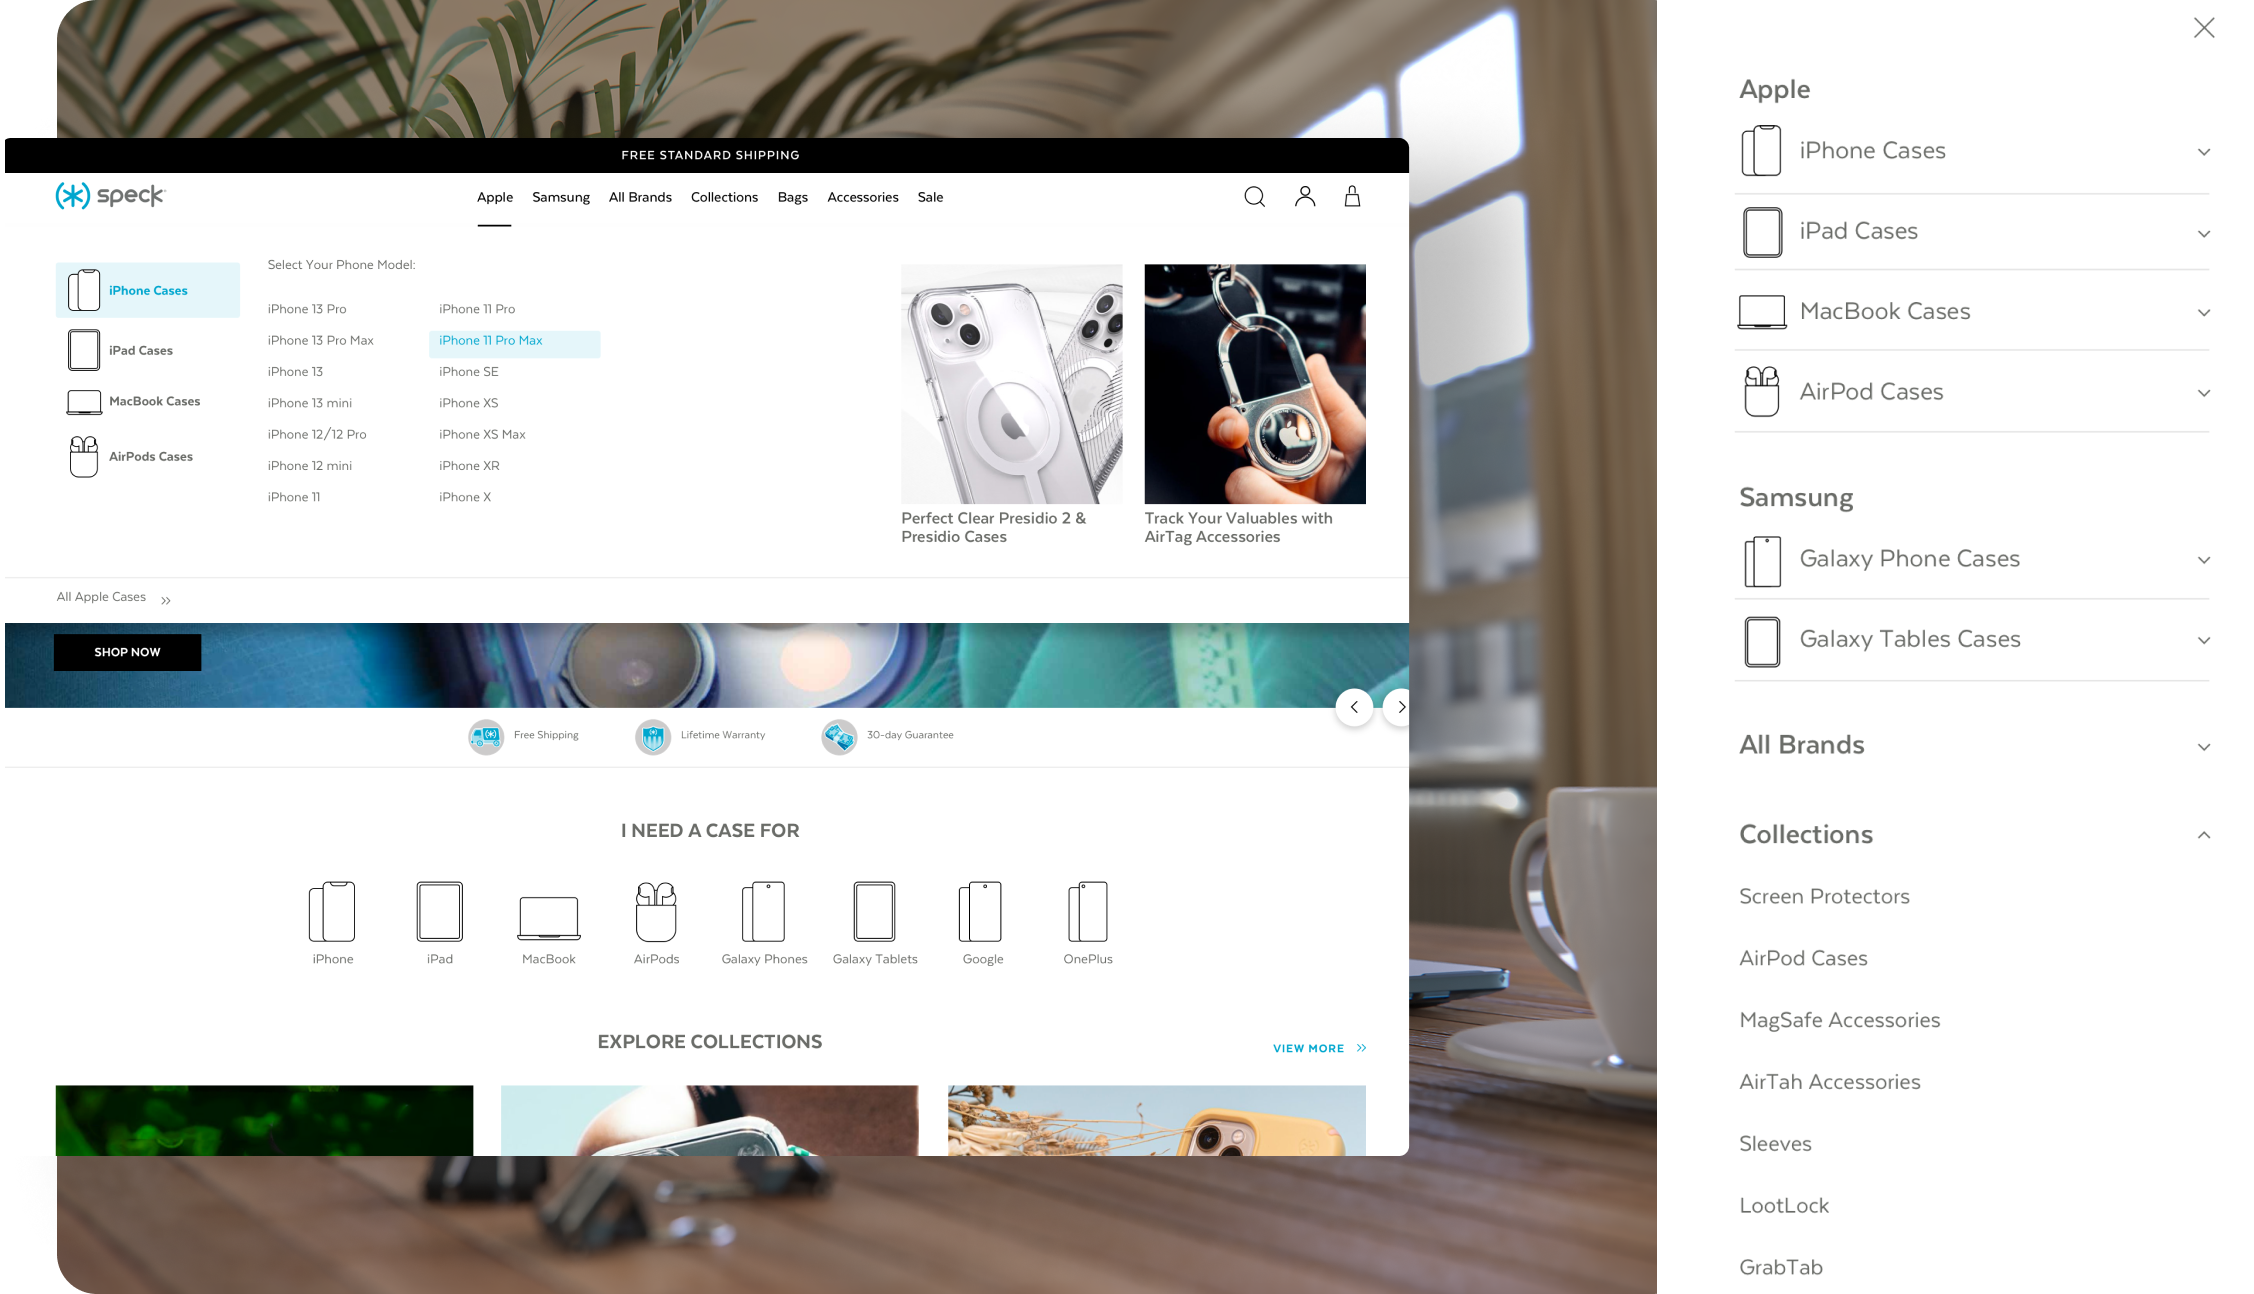 FREE STANDARD SHIPPING
speck
Apple Samsung All Brands Collections Bags Accessories Sale
iPhone Cases
iPad Cases
MacBook Cases
AirPods Cases
Select Your Phone Model:
iPhone 13 Pro
iPhone 13 Pro Max
iPhone 13
iPhone 13 mini
iPhone 12/12 Pro
iPhone 12 mini
iPhone 11
iPhone 11 Pro
iPhone 11 Pro Max
iPhone SE
iPhone XS
iPhone XS Max
iPhone XR
iPhone X
Perfect Clear Presidio 2 &
Presidio Cases
Track Your Valuables with
AirTag Accessories
All Apple Cases
SHOP NOW
Free Shipping Lifetime Warranty 30-day Guarantee
I NEED A CASE FOR
iPhone iPad MacBook AirPods Galaxy Phones Galaxy Tablets Google OnePlus
EXPLORE COLLECTIONS
VIEW MORE
Apple
iPhone Cases
iPad Cases
MacBook Cases
AirPod Cases
Samsung
Galaxy Phone Cases
Galaxy Tables Cases
All Brands
Collections
Screen Protectors
AirPod Cases
MagSafe Accessories
AirTah Accessories
Sleeves
LootLock
GrabTab